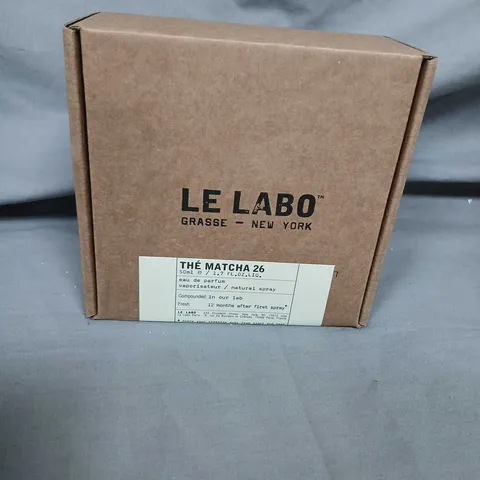 LE LABO™
GRASSE — NEW YORK
THÉ MATCHA 26
50ml ℮ / 1.7 FL.OZ.LIQ.
eau de parfum
vaporisateur / natural spray
Compounded in our lab
Fresh 12 months after first spray*
LE LABO